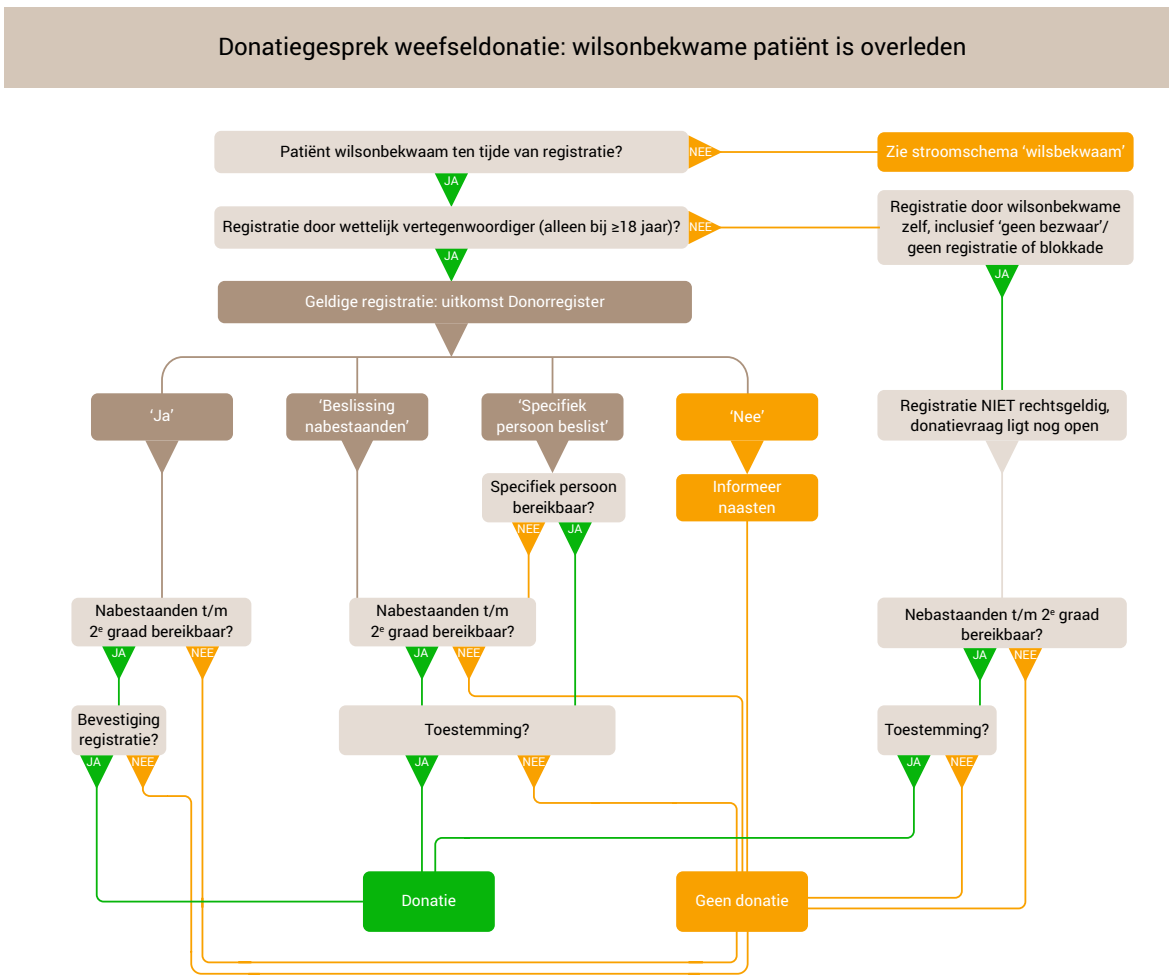 Donatiegesprek weefseldonatie: wilsonbekwame patiënt is overleden
Patiënt wilsonbekwaam ten tijde van registratie?
NEE
Zie stroomschema ‘wilsbekwaam’
JA
Registratie door wettelijk vertegenwoordiger (alleen bij ≥18 jaar)?
NEE
Registratie door wilsonbekwame
zelf, inclusief ‘geen bezwaar’/
geen registratie of blokkade
JA
JA
Geldige registratie: uitkomst Donorregister
‘Ja’
‘Beslissing
nabestaanden’
‘Specifiek
persoon beslist’
‘Nee’
Registratie NIET rechtsgeldig,
donatievraag ligt nog open
Specifiek persoon
bereikbaar?
Informeer
naasten
NEE
JA
Nabestaanden t/m
2e graad bereikbaar?
Nabestaanden t/m
2e graad bereikbaar?
Nebastaanden t/m 2e graad
bereikbaar?
JA
NEE
JA
NEE
JA
NEE
Bevestiging
registratie?
Toestemming?
Toestemming?
JA
NEE
JA
NEE
JA
NEE
Donatie
Geen donatie